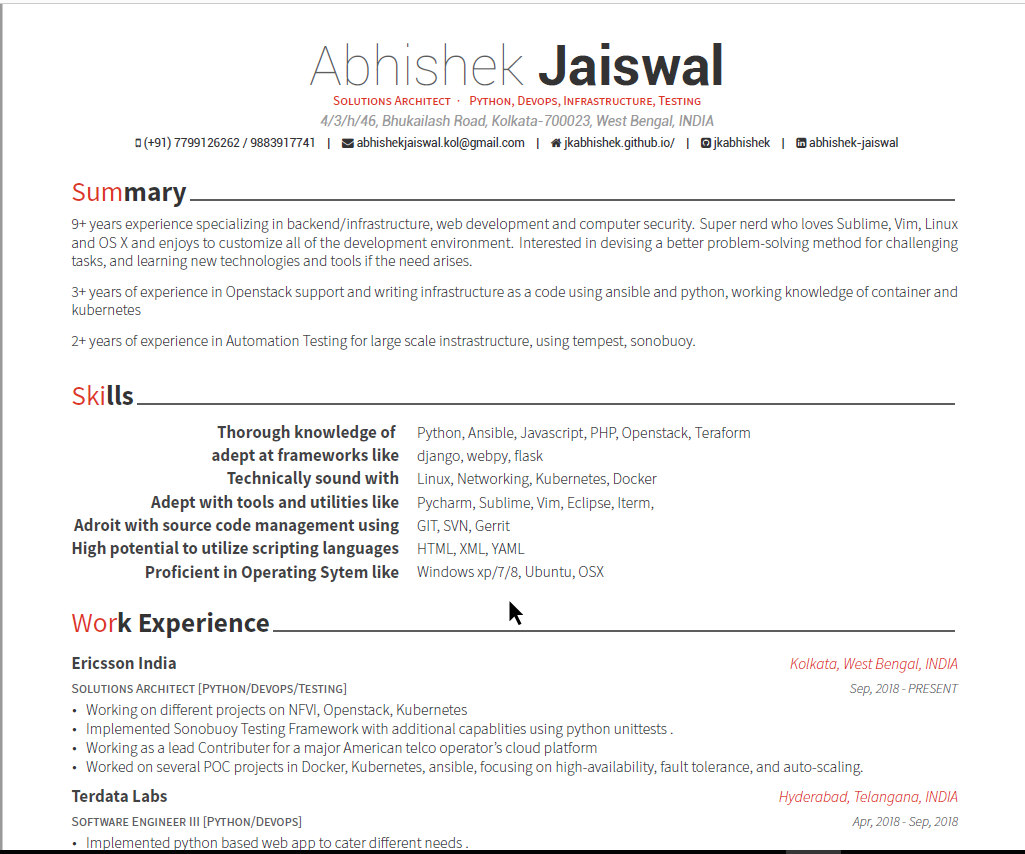 Abhishek Jaiswal
Solutions Architect · Python, Devops, Infrastructure, Testing
4/3/h/46, Bhukailash Road, Kolkata-700023, West Bengal, INDIA
(+91) 7799126262 / 9883917741 | abhishekjaiswal.kol@gmail.com | jkabhishek.github.io/ | jkabhishek | abhishek-jaiswal
Summary
9+ years experience specializing in backend/infrastructure, web development and computer security. Super nerd who loves Sublime, Vim, Linux
and OS X and enjoys to customize all of the development environment. Interested in devising a better problem-solving method for challenging
tasks, and learning new technologies and tools if the need arises.
3+ years of experience in Openstack support and writing infrastructure as a code using ansible and python, working knowledge of container and
kubernetes
2+ years of experience in Automation Testing for large scale instrastructure, using tempest, sonobuoy.
Skills
Thorough knowledge of Python, Ansible, Javascript, PHP, Openstack, Teraform
adept at frameworks like django, webpy, flask
Technically sound with Linux, Networking, Kubernetes, Docker
Adept with tools and utilities like Pycharm, Sublime, Vim, Eclipse, Iterm,
Adroit with source code management using GIT, SVN, Gerrit
High potential to utilize scripting languages HTML, XML, YAML
Proficient in Operating Sytem like Windows xp/7/8, Ubuntu, OSX
Work Experience
Ericsson India Kolkata, West Bengal, INDIA
Solutions Architect [Python/Devops/Testing] Sep, 2018 - PRESENT
• Working on different projects on NFVI, Openstack, Kubernetes
• Implemented Sonobuoy Testing Framework with additional capablities using python unittests .
• Working as a lead Contributer for a major American telco operator's cloud platform
• Worked on several POC projects in Docker, Kubernetes, ansible, focusing on high-availability, fault tolerance, and auto-scaling.
Terdata Labs Hyderabad, Telangana, INDIA
Software Engineer III [Python/Devops] Apr, 2018 - Sep, 2018
• Implemented python based web app to cater different needs .